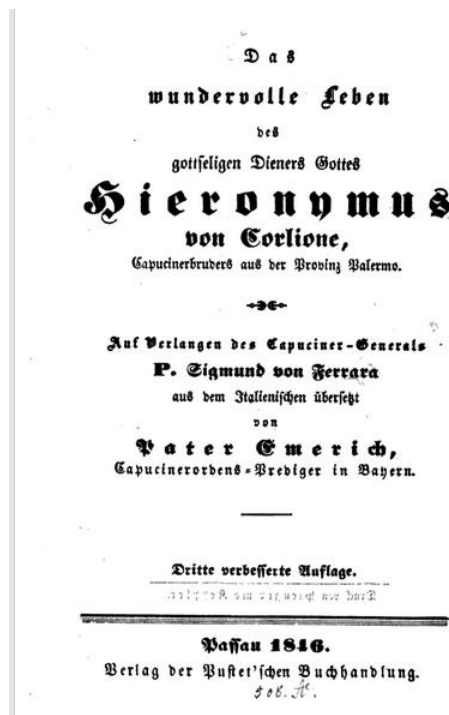 Das
wundervolle Leben
des
gottseligen Dieners Gottes
Hieronymus
von Corlione,
Capucinerbruders aus der Provinz Palermo.
Auf Verlangen des Capuciner-Generals
P. Sigmund von Ferrara
aus dem Italienischen übersetzt
von
Pater Emerich,
Capucinerordens-Prediger in Bayern.
Dritte verbesserte Auflage.
Passau 1846.
Verlag der Pustet'schen Buchhandlung.